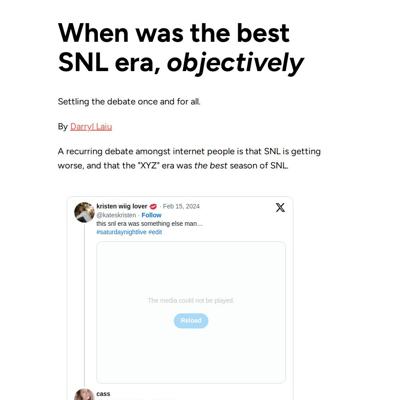 When was the best
SNL era, objectively
Settling the debate once and for all.
By Darryl Laiu
A recurring debate amongst internet people is that SNL is getting
worse, and that the "XYZ" era was the best season of SNL.
kristen wiig lover 💋 · Feb 15, 2024
@kateskristen · Follow
this snl era was something else man...
#saturdaynightlive #edit
The media could not be played.
Reload
cass